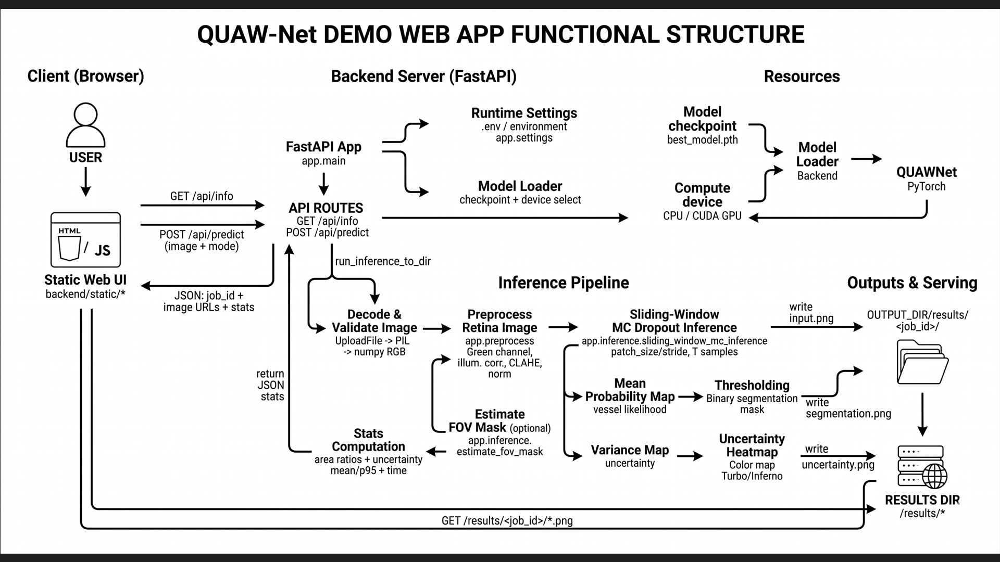 QUAW-Net DEMO WEB APP FUNCTIONAL STRUCTURE
Client (Browser)
Backend Server (FastAPI)
Resources
USER
GET /api/info
POST /api/predict
(image + mode)
HTML
/ JS
Static Web UI
backend/static/*
JSON: job_id +
image URLs + stats
FastAPI App
app.main
API ROUTES
GET /api/info
POST /api/predict
Runtime Settings
.env / environment
app.settings
Model Loader
checkpoint + device select
Model
checkpoint
best_model.pth
Compute
device
CPU / CUDA GPU
Model
Loader
Backend
QUAWNet
PyTorch
run_inference_to_dir
Inference Pipeline
Outputs & Serving
Decode &
Validate Image
UploadFile -> PIL
-> numpy RGB
Preprocess
Retina Image
app.preprocess
Green channel,
illum. corr., CLAHE,
norm
Sliding-Window
MC Dropout Inference
app.inference.sliding_window_mc_inference
patch_size/stride, T samples
write
input.png
OUTPUT_DIR/results/
<job_id>/
return
JSON
stats
Mean
Probability Map
vessel likelihood
Thresholding
Binary segmentation
mask
write
segmentation.png
Estimate
FOV Mask (optional)
app.inference.
estimate_fov_mask
Stats
Computation
area ratios + uncertainty
mean/p95 + time
Variance Map
uncertainty
Uncertainty
Heatmap
Color map
Turbo/Inferno
write
uncertainty.png
RESULTS DIR
/results/*
GET /results/<job_id>/*.png